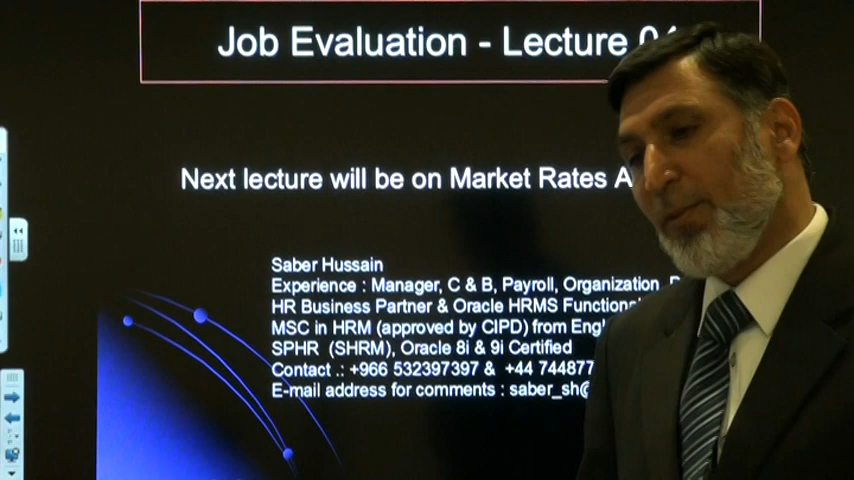 Job Evaluation - Lecture
Next lecture will be on Market Rates
Saber Hussain
Experience : Manager, C & B, Payroll, Organization
HR Business Partner & Oracle HRMS
MSC in HRM (approved by CIPD) from
SPHR (SHRM), Oracle 8i & 9i Certified
Contact .: +966 532397397 & +44 744877
E-mail address for comments : saber_sh@